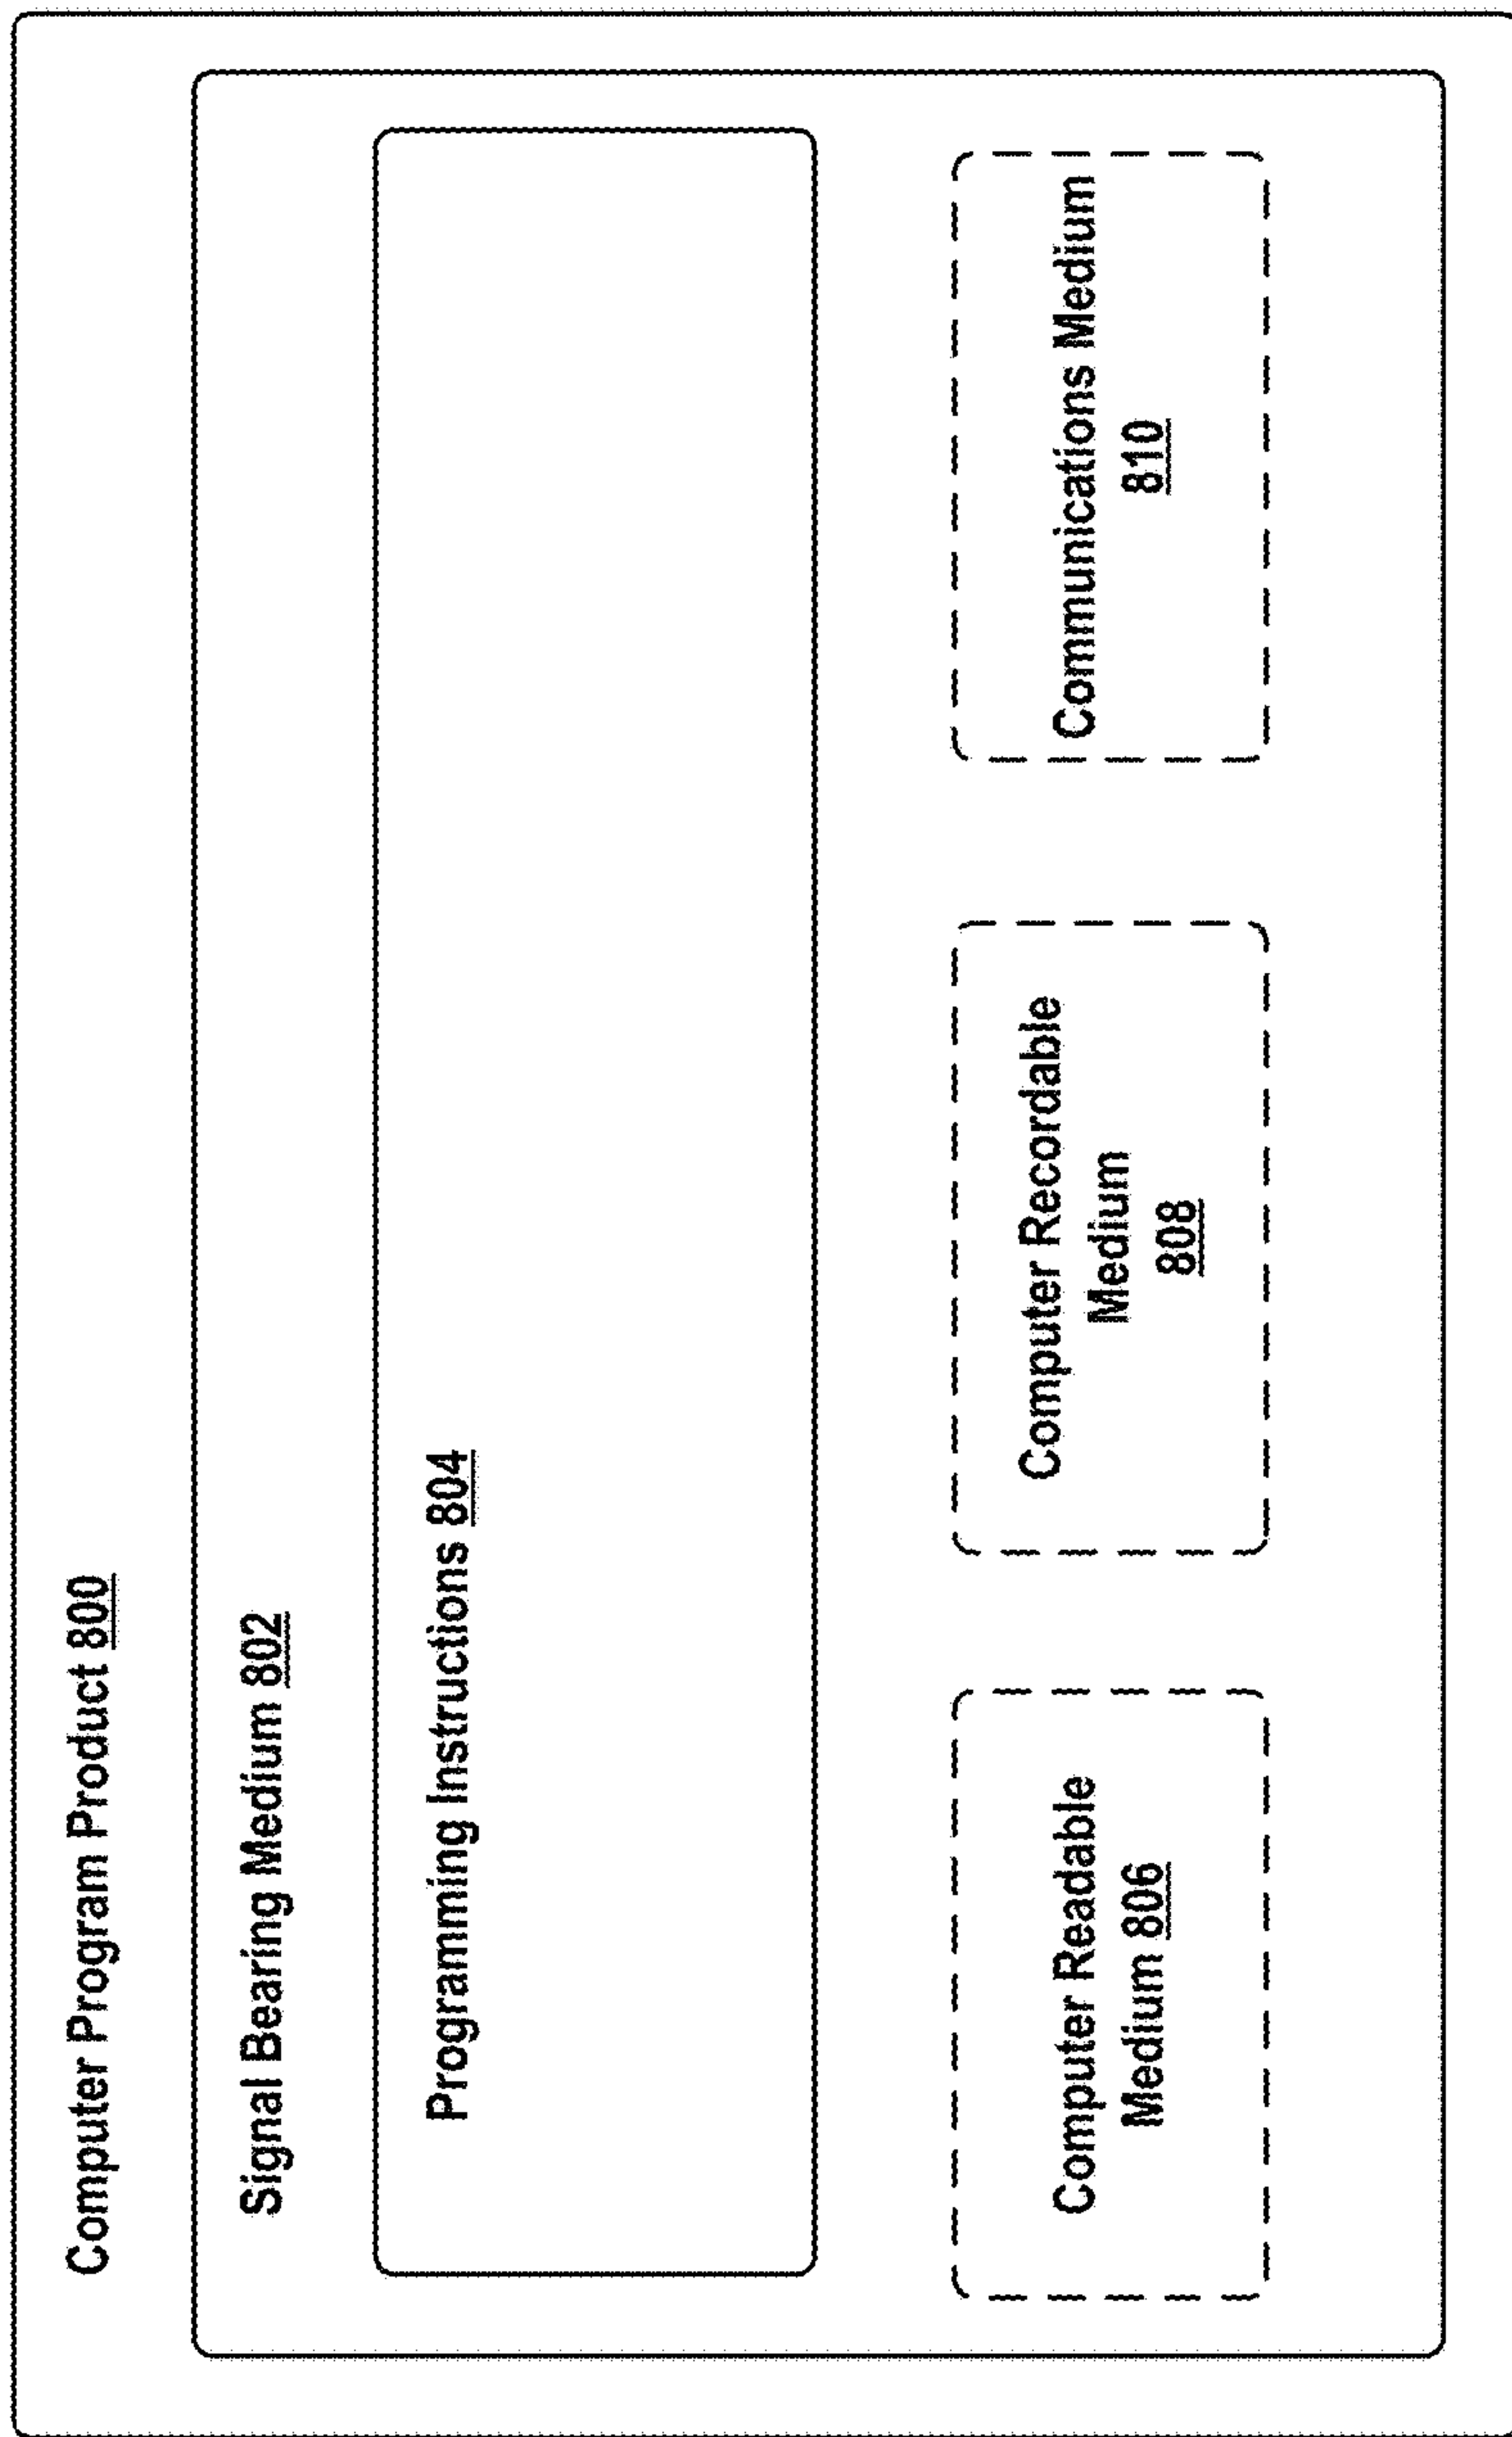 Computer Program Product 800
Signal Bearing Medium 802
Programming Instructions 804
Computer Readable
Medium 806
Computer Recordable
Medium
808
Communications Medium
810